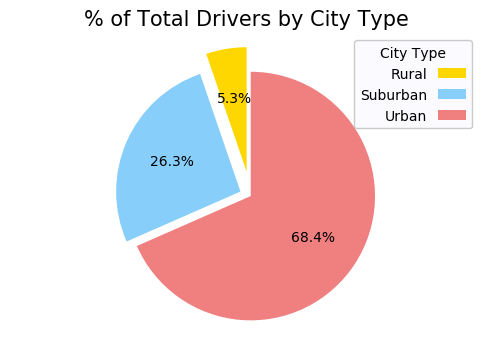 % of Total Drivers by City Type
City Type
Rural
Suburban
Urban
5.3%
26.3%
68.4%